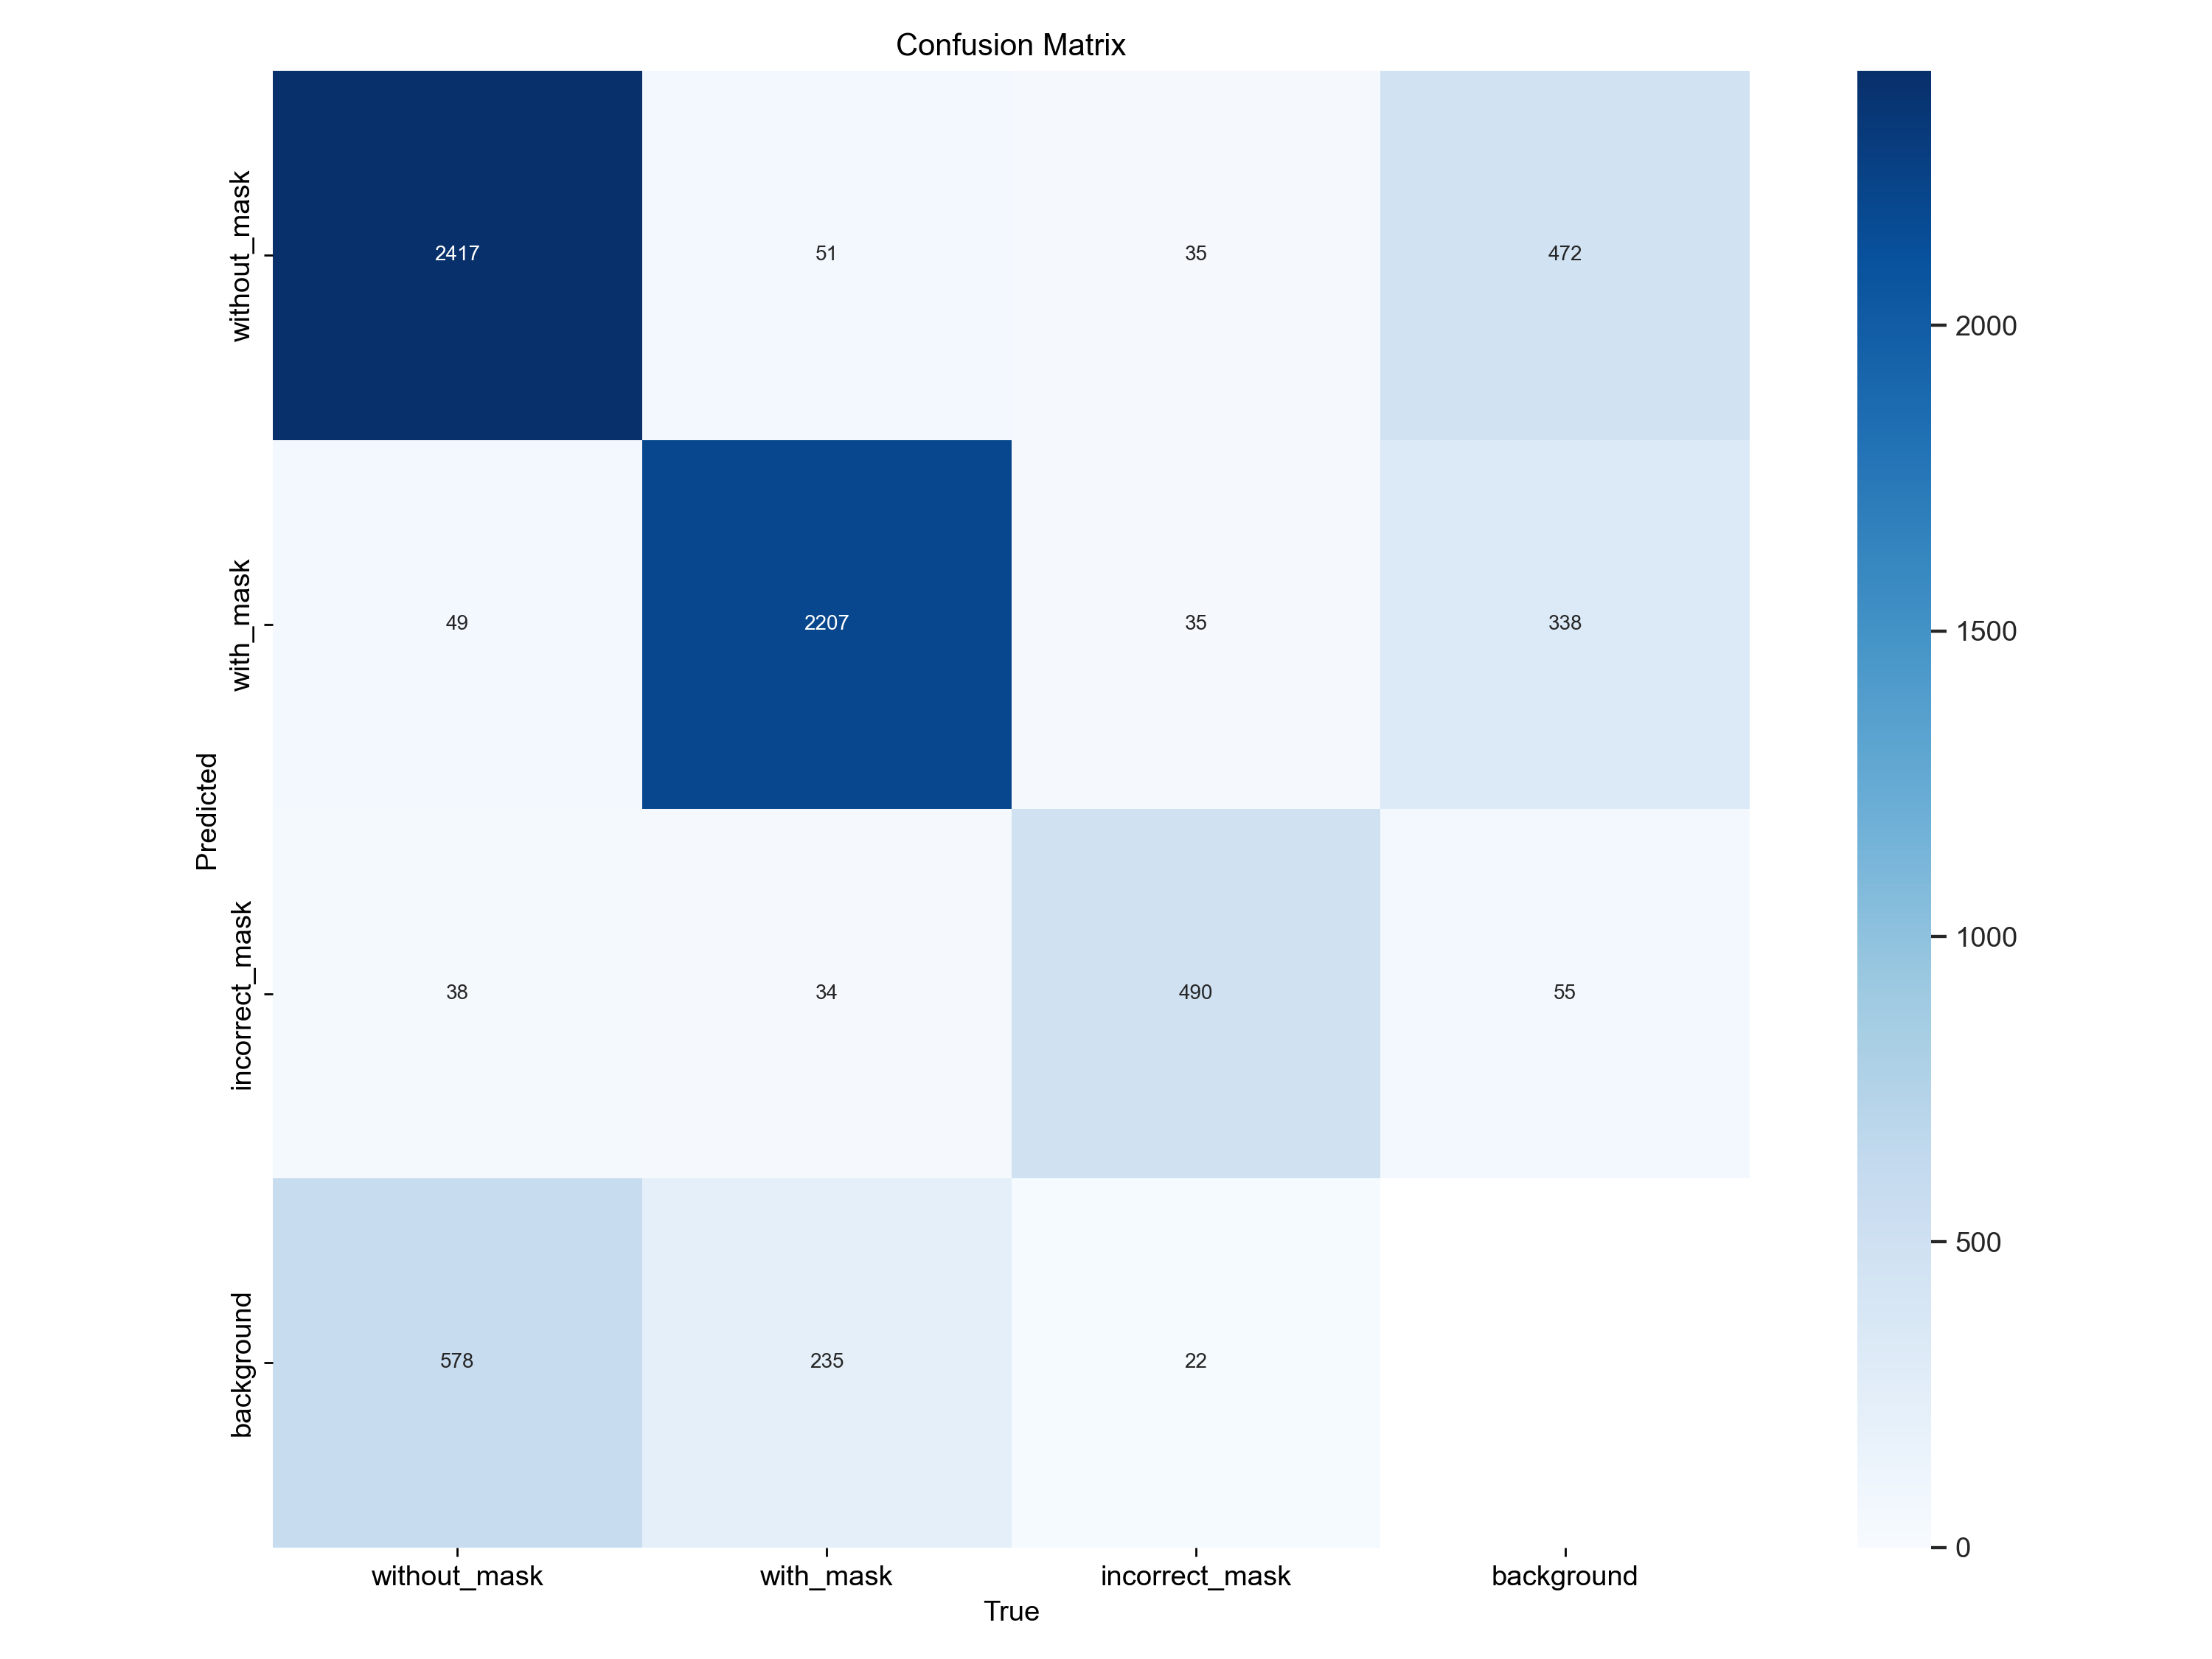 Confusion Matrix
without_mask
2417
51
35
472
with_mask
49
2207
35
338
incorrect_mask
38
34
490
55
background
578
235
22
Predicted
without_mask
with_mask
incorrect_mask
background
True
2000
1500
1000
500
0